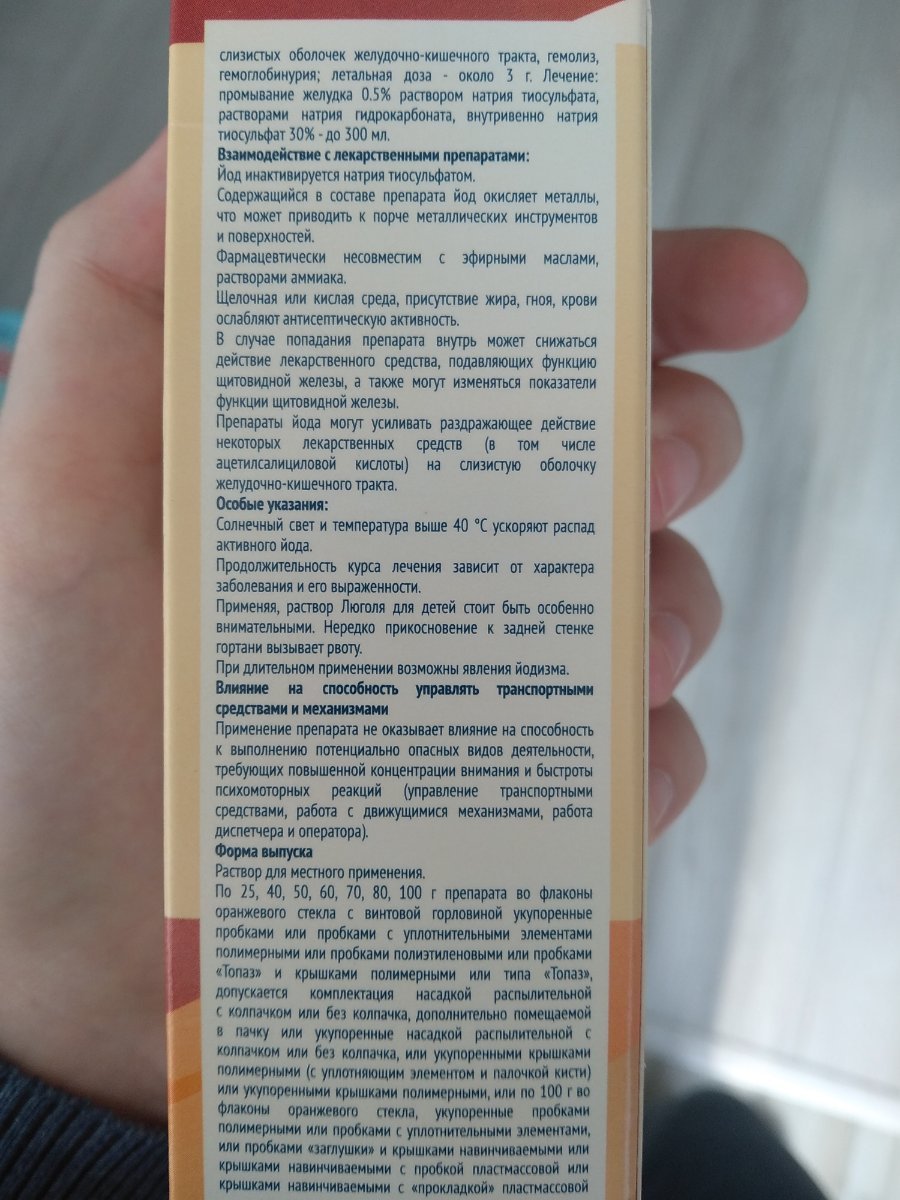 слизистых оболочек желудочно-кишечного тракта, гемолиз,
гемоглобинурия; летальная доза - около 3 г. Лечение:
промывание желудка 0.5% раствором натрия тиосульфата,
растворами натрия гидрокарбоната, внутривенно натрия
тиосульфат 30% - до 300 мл.
Взаимодействие с лекарственными препаратами:
Йод инактивируется натрия тиосульфатом.
Содержащийся в составе препарата йод окисляет металлы,
что может приводить к порче металлических инструментов
и поверхностей.
Фармацевтически несовместим с эфирными маслами,
растворами аммиака.
Щелочная или кислая среда, присутствие жира, гноя, крови
ослабляют антисептическую активность.
В случае попадания препарата внутрь может снижаться
действие лекарственного средства, подавляющих функцию
щитовидной железы, а также могут изменяться показатели
функции щитовидной железы.
Препараты йода могут усиливать раздражающее действие
некоторых лекарственных средств (в том числе
ацетилсалициловой кислоты) на слизистую оболочку
желудочно-кишечного тракта.
Особые указания:
Солнечный свет и температура выше 40 °С ускоряют распад
активного йода.
Продолжительность курса лечения зависит от характера
заболевания и его выраженности.
Применяя, раствор Люголя для детей стоит быть особенно
внимательными. Нередко прикосновение к задней стенке
гортани вызывает рвоту.
При длительном применении возможны явления йодизма.
Влияние на способность управлять транспортными
средствами и механизмами
Применение препарата не оказывает влияние на способность
к выполнению потенциально опасных видов деятельности,
требующих повышенной концентрации внимания и быстроты
психомоторных реакций (управление транспортными
средствами, работа с движущимися механизмами, работа
диспетчера и оператора).
Форма выпуска
Раствор для местного применения.
По 25, 40, 50, 60, 70, 80, 100 г препарата во флаконы
оранжевого стекла с винтовой горловиной укупоренные
пробками или пробками с уплотнительными элементами
полимерными или пробками полиэтиленовыми или пробками
«Топаз» и крышками полимерными или типа «Топаз»,
допускается комплектация насадкой распылительной
с колпачком или без колпачка, дополнительно помещаемой
в пачку или укупоренные насадкой распылительной с
колпачком или без колпачка, или укупоренными крышками
полимерными (с уплотняющим элементом и палочкой кисти)
или укупоренными крышками полимерными, или по 100 г во
флаконы оранжевого стекла, укупоренные пробками
полимерными или пробками с уплотнительными элементами,
или пробками «заглушки» и крышками навинчиваемыми или
крышками навинчиваемыми с пробкой пластмассовой или
крышками навинчиваемыми с «прокладкой» пластмассовой